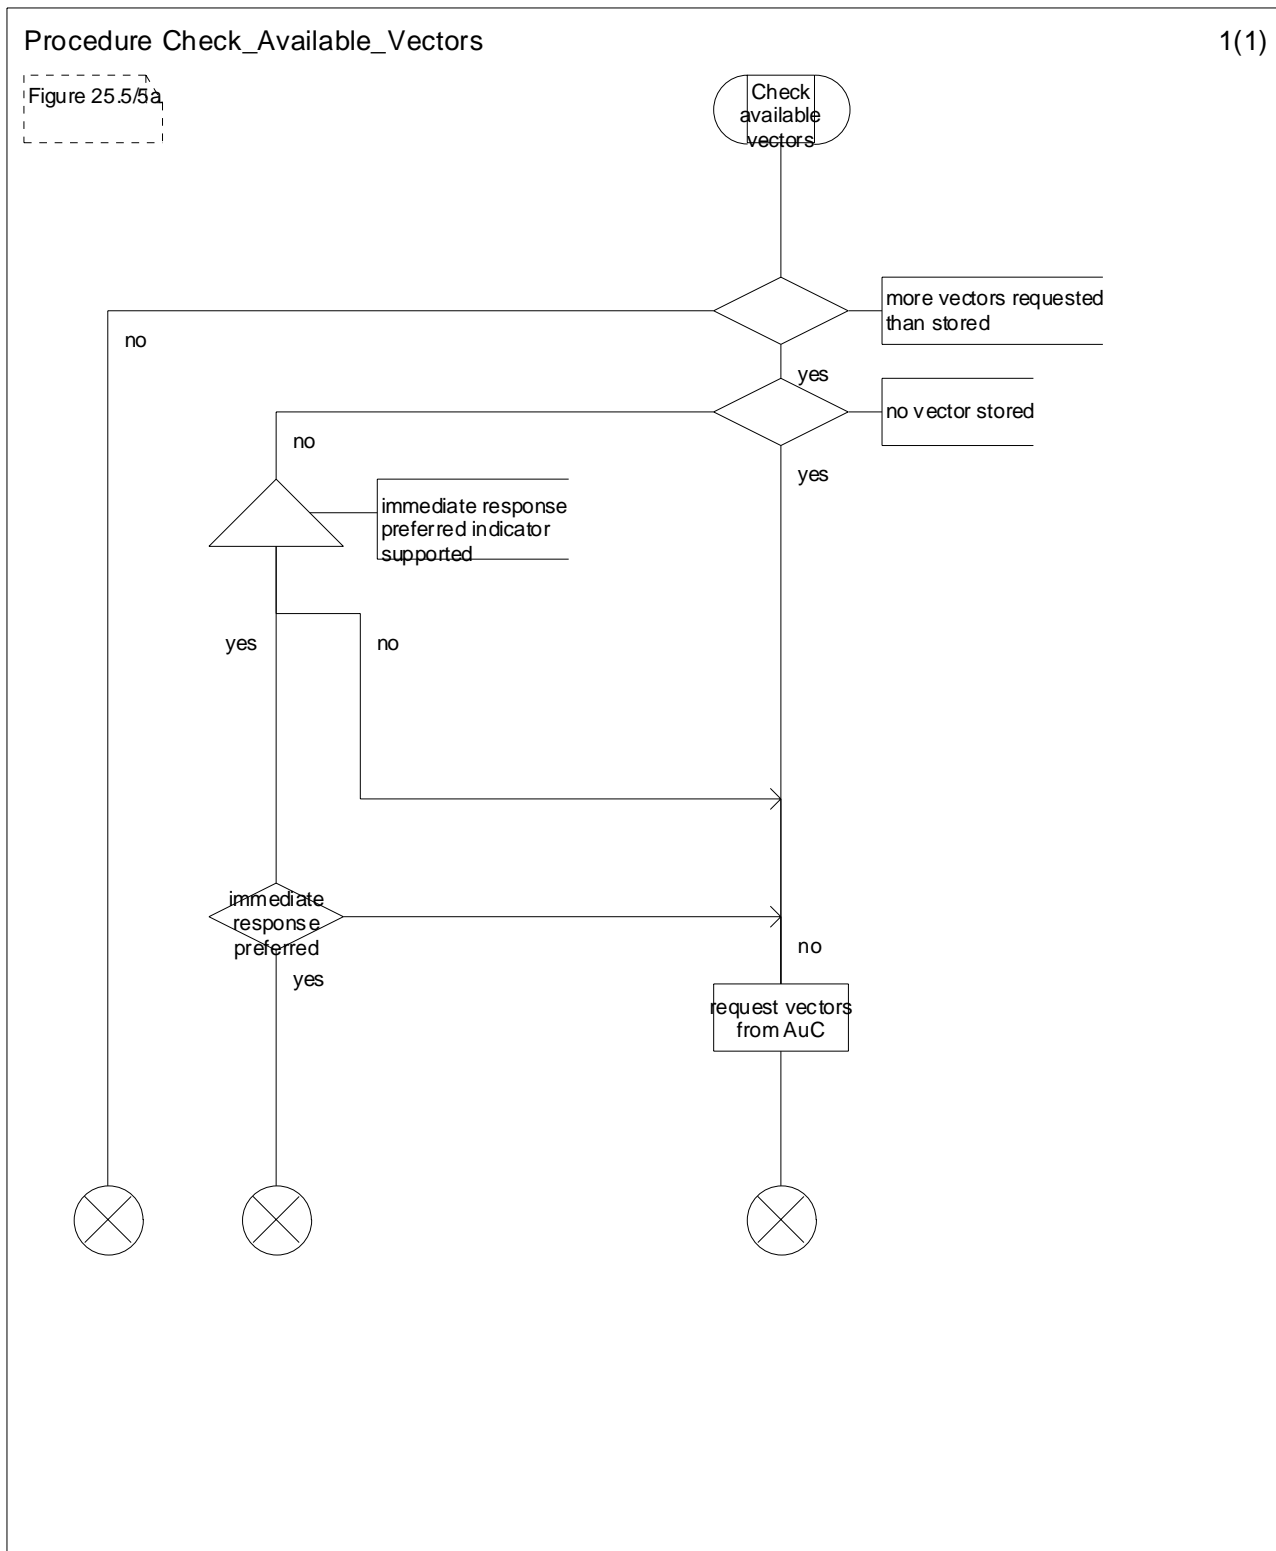 Procedure Check_Available_Vectors
1(1)
Figure 25.5/5a
Check
available
vectors
more vectors requested
than stored
no
yes
no vector stored
no
yes
immediate response
preferred indicator
supported
yes
no
immediate
response
preferred
no
yes
request vectors
from AuC